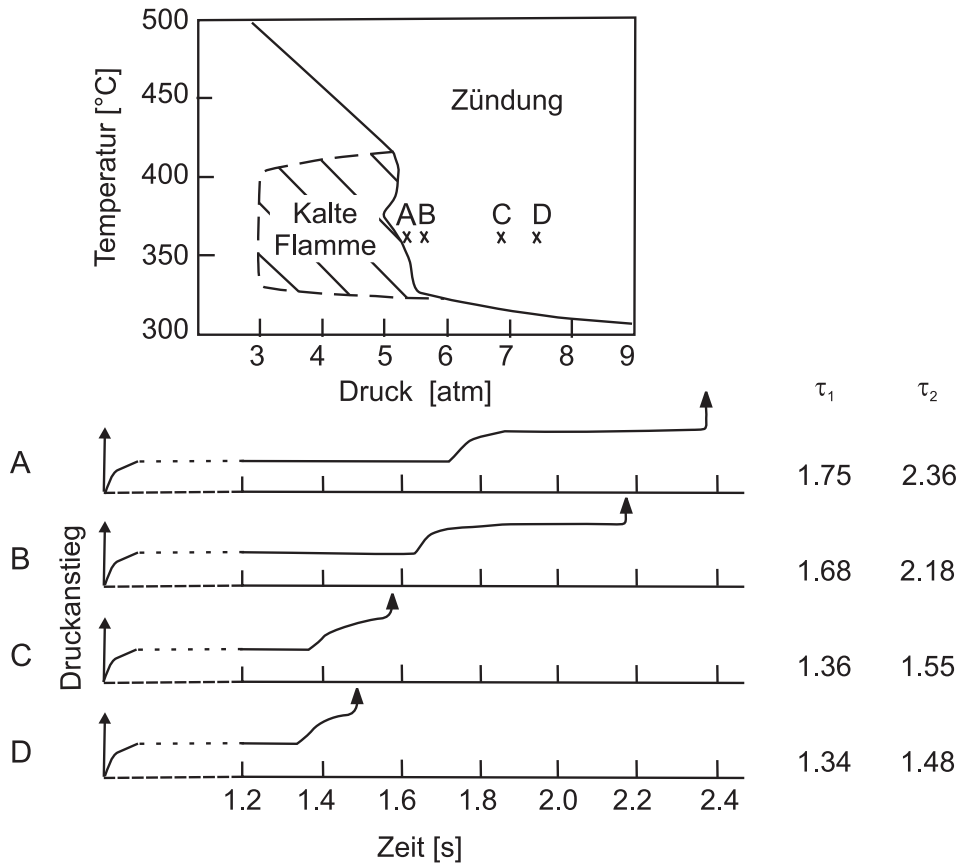 500
450
400
350
300
Temperatur [°C]
Zündung
Kalte
Flamme
A B C D
x x x x
3 4 5 6 7 8 9
Druck [atm]
τ1 τ2
A 1.75 2.36
B 1.68 2.18
C 1.36 1.55
D 1.34 1.48
Druckanstieg
1.2 1.4 1.6 1.8 2.0 2.2 2.4
Zeit [s]